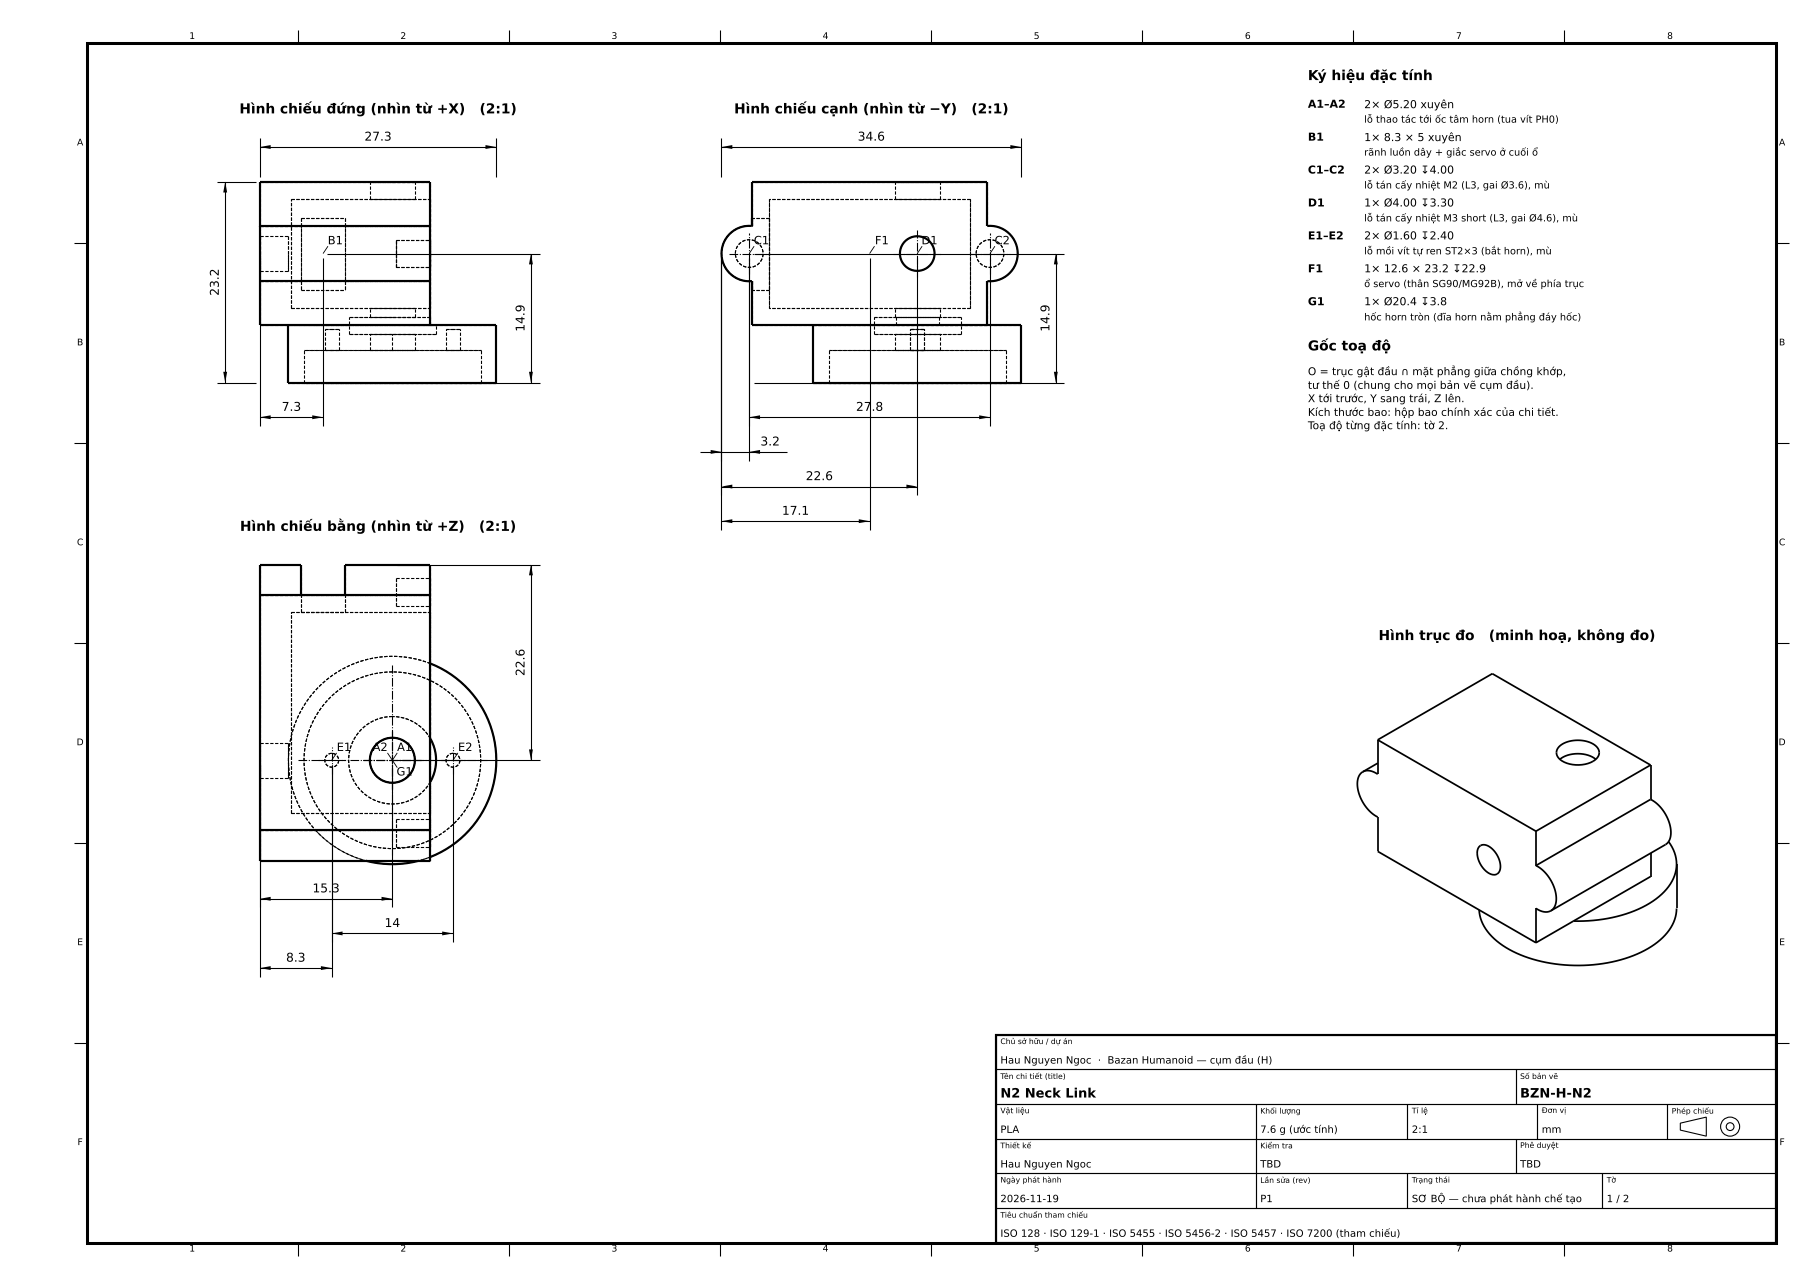 1 2 3 4 5 6 7 8
A A
B B
C C
D D
E E
F F
Hình chiếu đứng (nhìn từ +X) (2:1)
27.3
23.2
B1
14.9
7.3
Hình chiếu cạnh (nhìn từ −Y) (2:1)
34.6
C1 F1 D1 C2
14.9
27.8
3.2
22.6
17.1
Hình chiếu bằng (nhìn từ +Z) (2:1)
22.6
E1 A2 A1 E2
G1
15.3
14
8.3
Ký hiệu đặc tính
A1–A2 2× Ø5.20 xuyên
lỗ thao tác tới ốc tâm horn (tua vít PH0)
B1 1× 8.3 × 5 xuyên
rãnh luồn dây + giắc servo ở cuối ổ
C1–C2 2× Ø3.20 ↧4.00
lỗ tán cấy nhiệt M2 (L3, gai Ø3.6), mù
D1 1× Ø4.00 ↧3.30
lỗ tán cấy nhiệt M3 short (L3, gai Ø4.6), mù
E1–E2 2× Ø1.60 ↧2.40
lỗ mồi vít tự ren ST2×3 (bắt horn), mù
F1 1× 12.6 × 23.2 ↧22.9
ổ servo (thân SG90/MG92B), mở về phía trục
G1 1× Ø20.4 ↧3.8
hốc horn tròn (đĩa horn nằm phẳng đáy hốc)
Gốc toạ độ
O = trục gật đầu ∩ mặt phẳng giữa chồng khớp,
tư thế 0 (chung cho mọi bản vẽ cụm đầu).
X tới trước, Y sang trái, Z lên.
Kích thước bao: hộp bao chính xác của chi tiết.
Toạ độ từng đặc tính: tờ 2.
Hình trục đo (minh hoạ, không đo)
Chủ sở hữu / dự án
Hau Nguyen Ngoc · Bazan Humanoid — cụm đầu (H)
Tên chi tiết (title) Số bản vẽ
N2 Neck Link BZN-H-N2
Vật liệu Khối lượng Tỉ lệ Đơn vị Phép chiếu
PLA 7.6 g (ước tính) 2:1 mm
Thiết kế Kiểm tra Phê duyệt
Hau Nguyen Ngoc TBD TBD
Ngày phát hành Lần sửa (rev) Trạng thái Tờ
2026-11-19 P1 SƠ BỘ — chưa phát hành chế tạo 1 / 2
Tiêu chuẩn tham chiếu
ISO 128 · ISO 129-1 · ISO 5455 · ISO 5456-2 · ISO 5457 · ISO 7200 (tham chiếu)
1 2 3 4 5 6 7 8